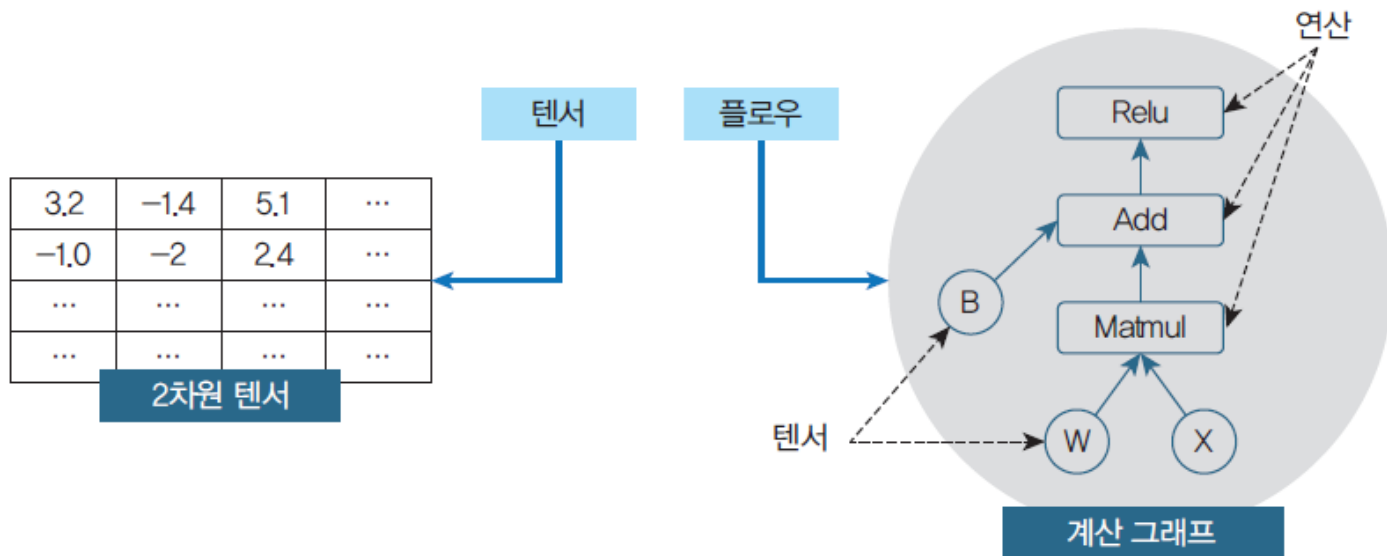 연산
텐서
플로우
Relu
3.2 −1.4 5.1 …
Add
−1.0 −2 2.4 …
B
… … … …
Matmul
… … … …
2차원 텐서
텐서
W
X
계산 그래프